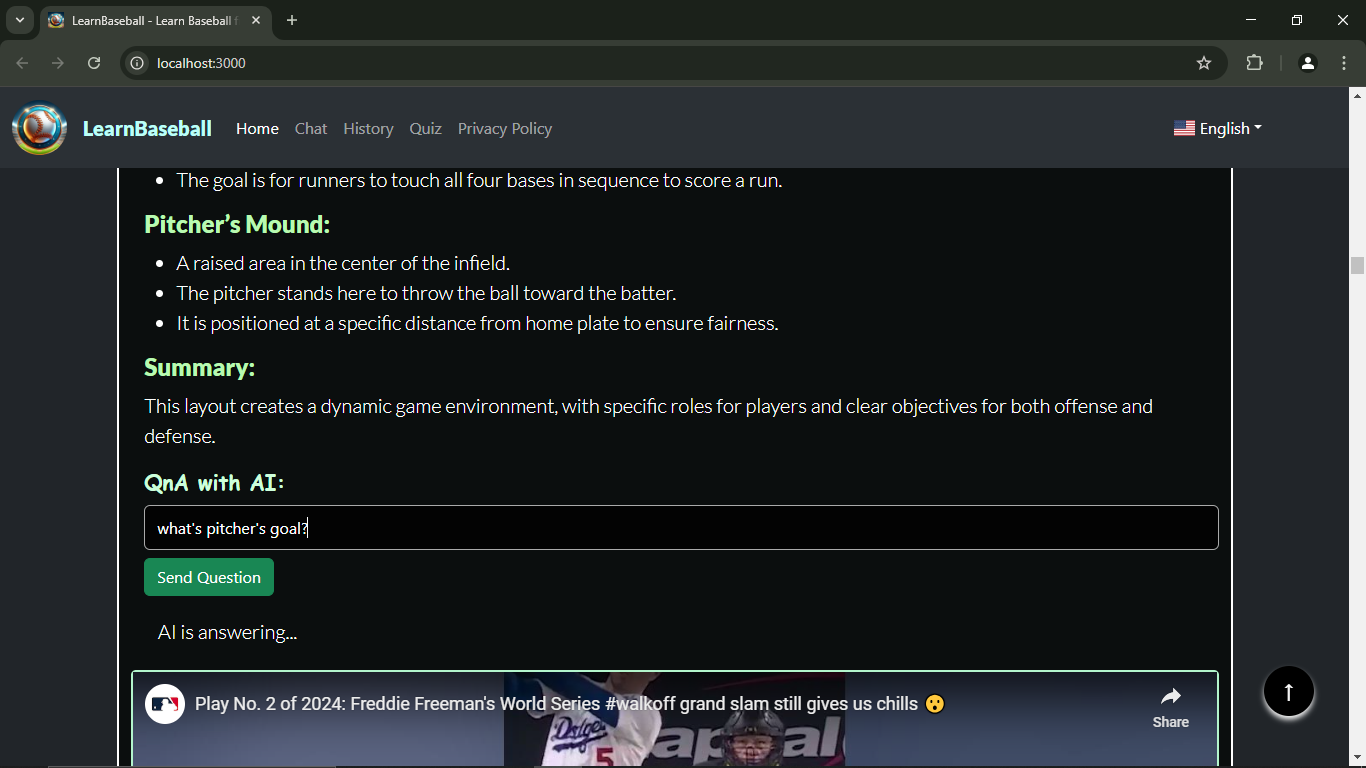 LearnBaseball - Learn Baseball f
localhost:3000
LearnBaseball Home Chat History Quiz Privacy Policy English
• The goal is for runners to touch all four bases in sequence to score a run.
Pitcher’s Mound:
• A raised area in the center of the infield.
• The pitcher stands here to throw the ball toward the batter.
• It is positioned at a specific distance from home plate to ensure fairness.
Summary:
This layout creates a dynamic game environment, with specific roles for players and clear objectives for both offense and
defense.
QnA with AI:
what's pitcher's goal?
Send Question
AI is answering...
Play No. 2 of 2024: Freddie Freeman's World Series #walkoff grand slam still gives us chills 😮
Share
Dodge
5